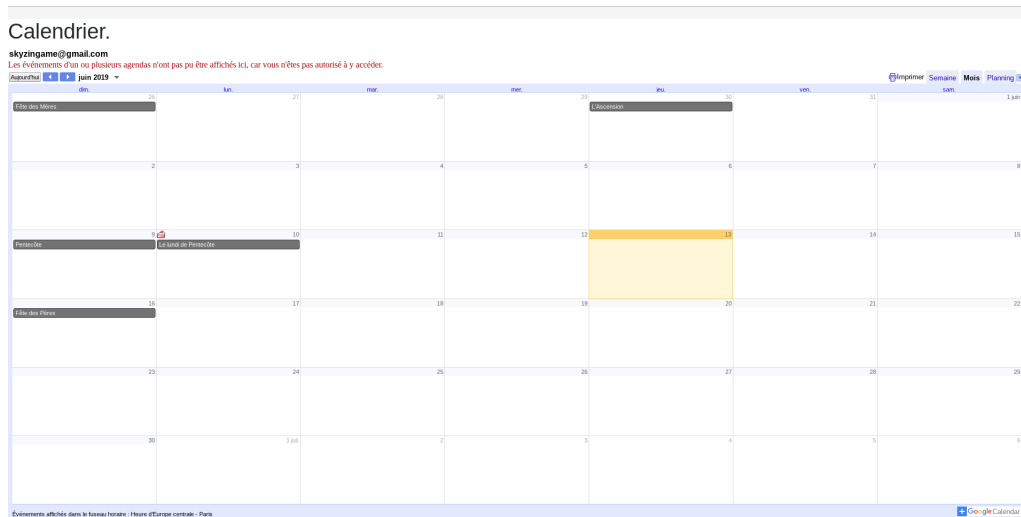 Calendrier.
skyzingame@gmail.com
Les événements d'un ou plusieurs agendas n'ont pas pu être affichés ici, car vous n'êtes pas autorisé à y accéder.
Aujourd'hui juin 2019 Imprimer Semaine Mois Planning
dim. lun. mar. mer. jeu. ven. sam.
26 27 28 29 30 31 1 juin
Fête des Mères L'Ascension
2 3 4 5 6 7 8
9 10 11 12 13 14 15
Pentecôte Le lundi de Pentecôte
16 17 18 19 20 21 22
Fête des Pères
23 24 25 26 27 28 29
30 1 juil. 2 3 4 5 6
Événements affichés dans le fuseau horaire : Heure d'Europe centrale - Paris Google Calendar